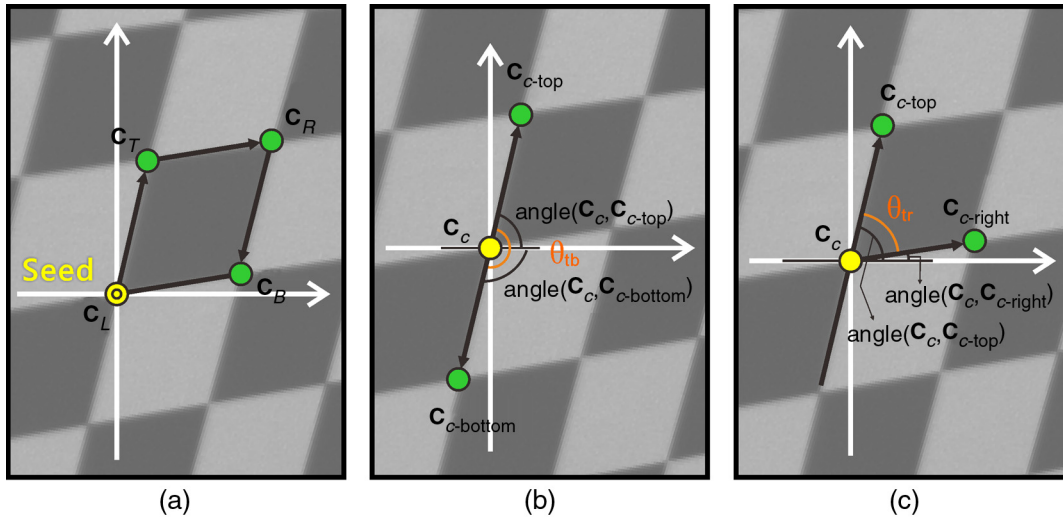 C_T
C_R
Seed
C_L
C_B
(a)
C_c-top
C_c
angle(C_c,C_c-top)
θ_tb
angle(C_c,C_c-bottom)
C_c-bottom
(b)
C_c-top
θ_tr
C_c-right
C_c
angle(C_c,C_c-right)
angle(C_c,C_c-top)
(c)